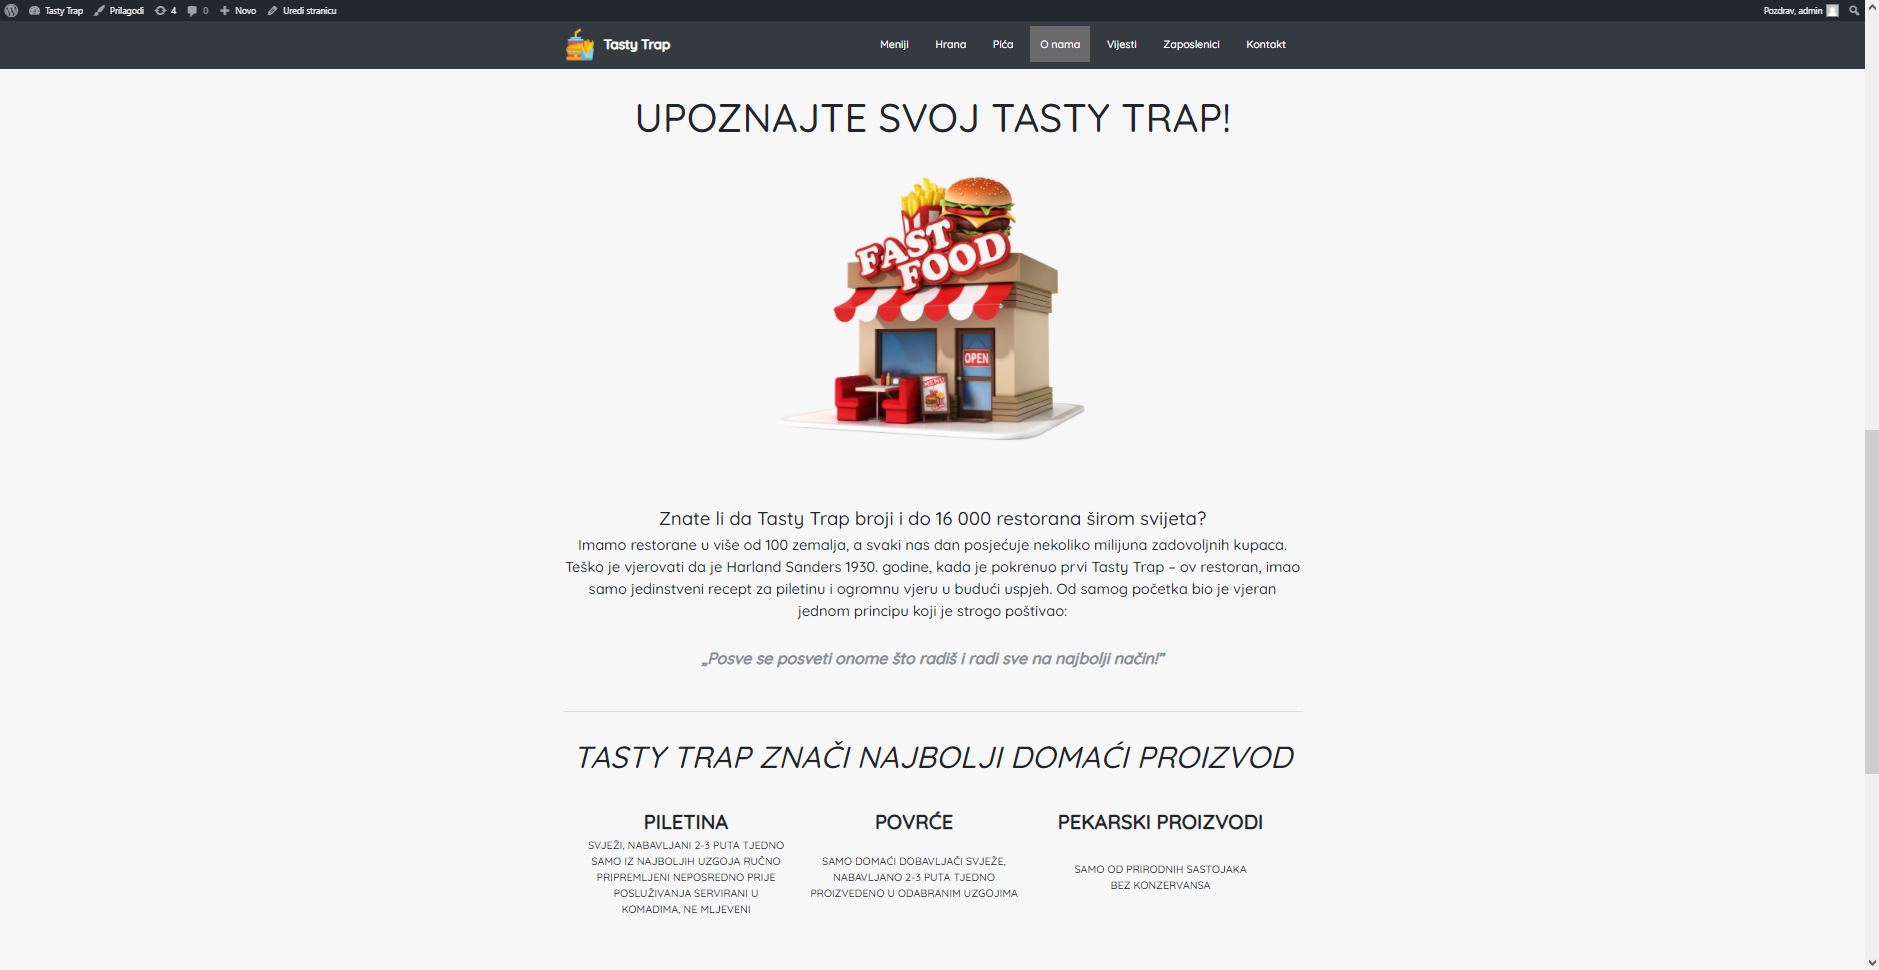 Tasty Trap
Prilagodi
4
0
Novo
Uredi stranicu
Pozdrav, admin
Tasty Trap
Meniji
Hrana
Pića
O nama
Vijesti
Zaposlenici
Kontakt
UPOZNAJTE SVOJ TASTY TRAP!
FAST
FOOD
OPEN
MENU
Znate li da Tasty Trap broji i do 16 000 restorana širom svijeta?
Imamo restorane u više od 100 zemalja, a svaki nas dan posjećuje nekoliko milijuna zadovoljnih kupaca.
Teško je vjerovati da je Harland Sanders 1930. godine, kada je pokrenuo prvi Tasty Trap – ov restoran, imao
samo jedinstveni recept za piletinu i ogromnu vjeru u budući uspjeh. Od samog početka bio je vjeran
jednom principu koji je strogo poštivao:
„Posve se posveti onome što radiš i radi sve na najbolji način!”
TASTY TRAP ZNAČI NAJBOLJI DOMAĆI PROIZVOD
PILETINA
SVJEŽI, NABAVLJANI 2-3 PUTA TJEDNO
SAMO IZ NAJBOLJIH UZGOJA RUČNO
PRIPREMLJENI NEPOSREDNO PRIJE
POSLUŽIVANJA SERVIRANI U
KOMADIMA, NE MLJEVENI
POVRĆE
SAMO DOMAĆI DOBAVLJAČI SVJEŽE,
NABAVLJANO 2-3 PUTA TJEDNO
PROIZVEDENO U ODABRANIM UZGOJIMA
PEKARSKI PROIZVODI
SAMO OD PRIRODNIH SASTOJAKA
BEZ KONZERVANSA